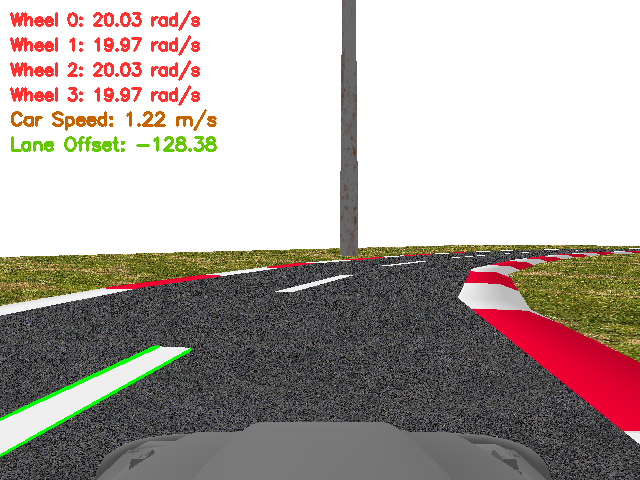 Wheel 0: 20.03 rad/s
Wheel 1: 19.97 rad/s
Wheel 2: 20.03 rad/s
Wheel 3: 19.97 rad/s
Car Speed: 1.22 m/s
Lane Offset: -128.38